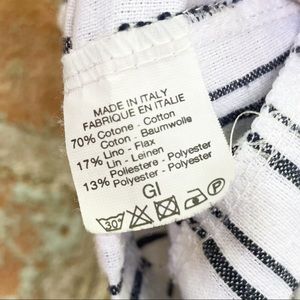 MADE IN ITALY
FABRIQUE EN ITALIE
70% Cotone - Cotton
Coton - Baumwolle
Lino - Flax
17% Lin - Leinen
Poliestere - Polyester
13% Polyester - Polyester
GI
30° P